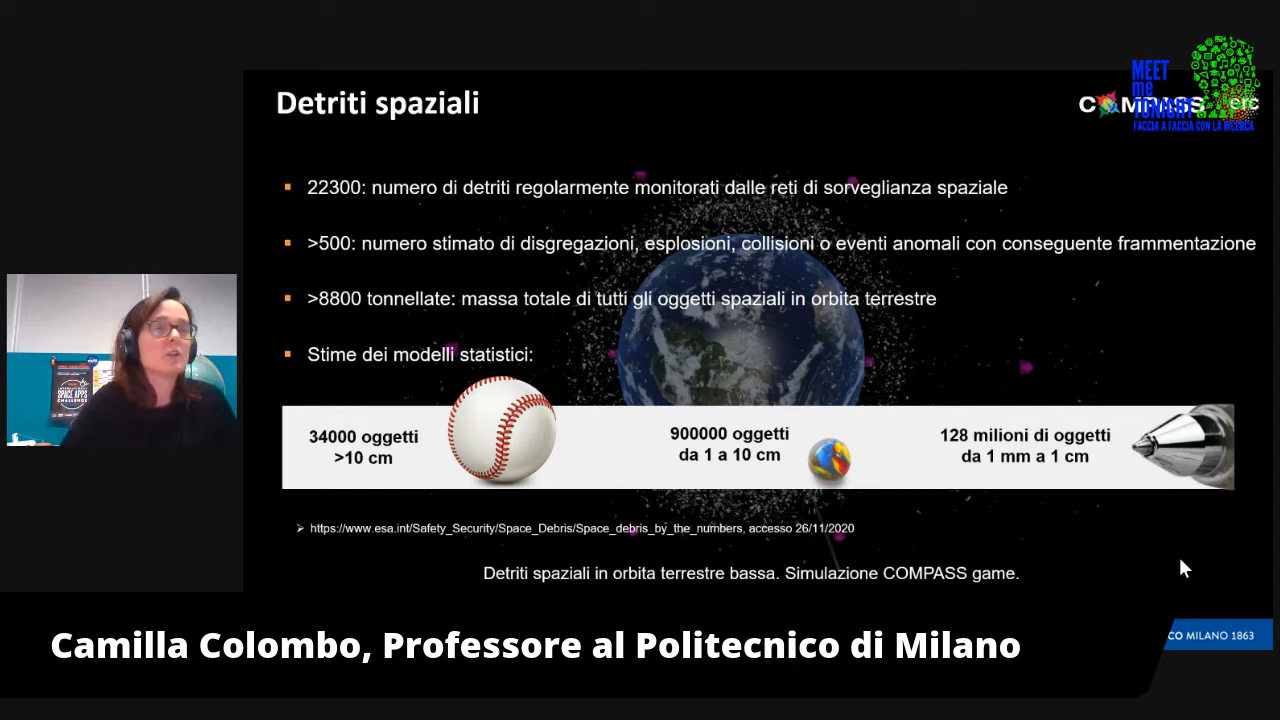 MEET
me
TONIGHT
FACCIA A FACCIA CON LA RICERCA
COMPASS
erc
Detriti spaziali
22300: numero di detriti regolarmente monitorati dalle reti di sorveglianza spaziale
>500: numero stimato di disgregazioni, esplosioni, collisioni o eventi anomali con conseguente frammentazione
>8800 tonnellate: massa totale di tutti gli oggetti spaziali in orbita terrestre
Stime dei modelli statistici:
34000 oggetti
>10 cm
900000 oggetti
da 1 a 10 cm
128 milioni di oggetti
da 1 mm a 1 cm
https://www.esa.int/Safety_Security/Space_Debris/Space_debris_by_the_numbers, accesso 26/11/2020
Detriti spaziali in orbita terrestre bassa. Simulazione COMPASS game.
SPACE APPS
CHALLENGE
Camilla Colombo, Professore al Politecnico di Milano
CO MILANO 1863